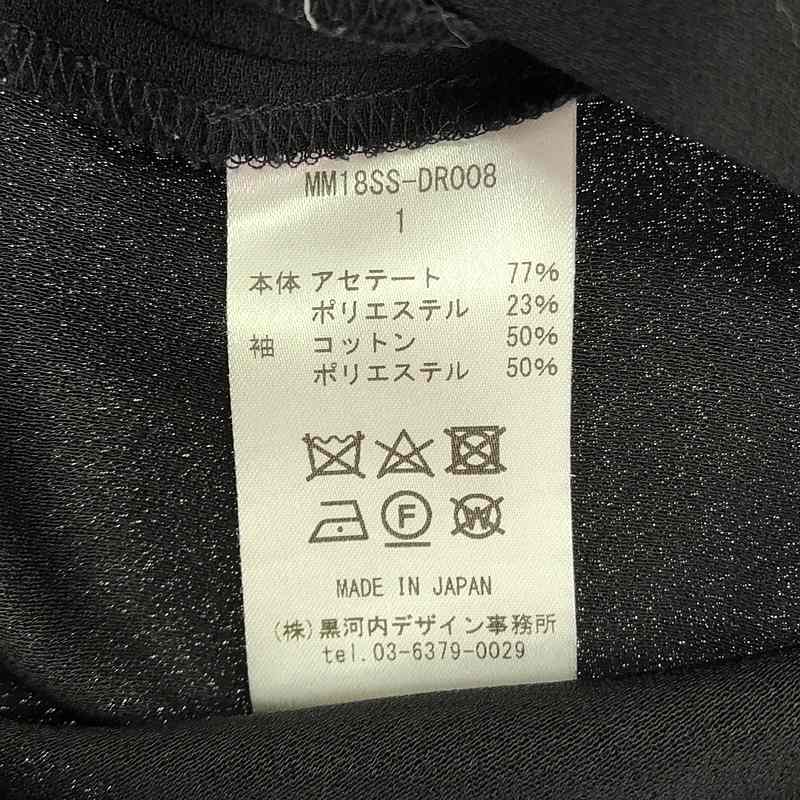 MM18SS-DR008
1
本体 アセテート 77%
ポリエステル 23%
袖 コットン 50%
ポリエステル 50%
F
W
MADE IN JAPAN
(株)黒河内デザイン事務所
tel.03-6379-0029